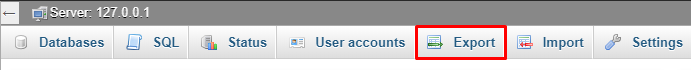 Server: 127.0.0.1
Databases SQL Status User accounts Export Import Settings